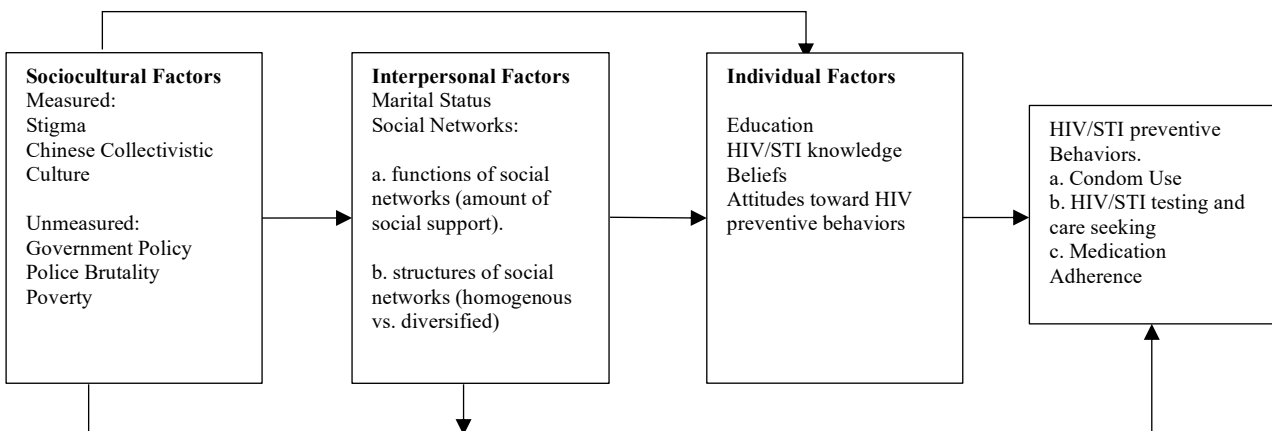 Sociocultural Factors
Measured:
Stigma
Chinese Collectivistic
Culture
Unmeasured:
Government Policy
Police Brutality
Poverty
Interpersonal Factors
Marital Status
Social Networks:
a. functions of social
networks (amount of
social support).
b. structures of social
networks (homogenous
vs. diversified)
Individual Factors
Education
HIV/STI knowledge
Beliefs
Attitudes toward HIV
preventive behaviors
HIV/STI preventive
Behaviors.
a. Condom Use
b. HIV/STI testing and
care seeking
c. Medication
Adherence